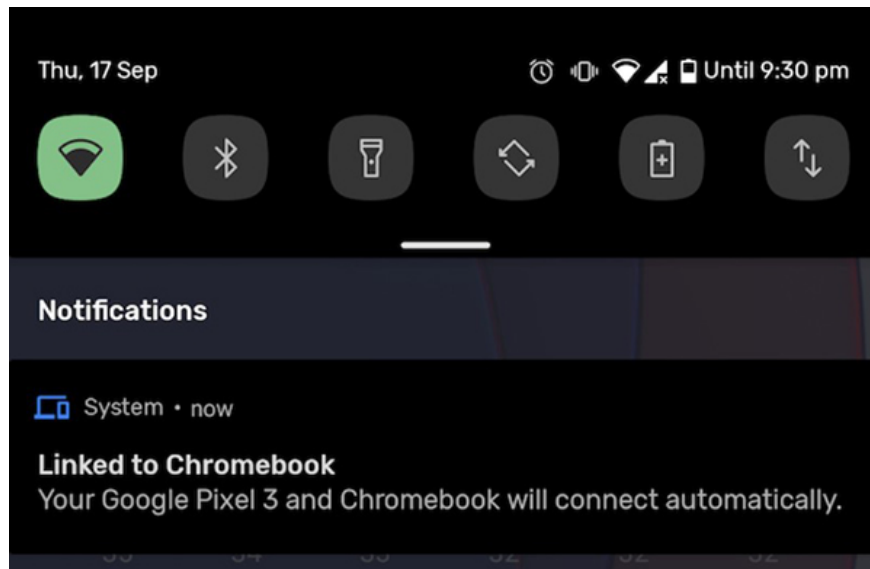 Thu, 17 Sep
Until 9:30 pm
Notifications
System • now
Linked to Chromebook
Your Google Pixel 3 and Chromebook will connect automatically.